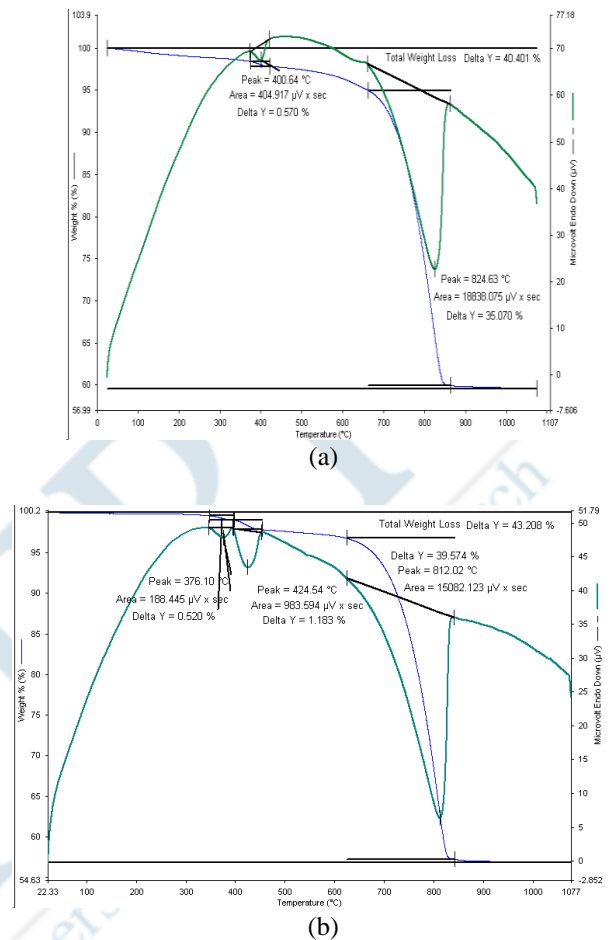 103.9
77.18
Total Weight Loss Delta Y = 40.401 %
100
70
Peak = 400.64 °C
Area = 404.917 µV x sec
Delta Y = 0.570 %
95
60
90
50
85
40
80
30
75
20
70
Peak = 824.63 °C
Area = 18838.075 µV x sec
Delta Y = 35.070 %
10
65
0
60
56.99
-7.606
Weight % (%)
Microvolt Endo Down (µV)
0 100 200 300 400 500 600 700 800 900 1000 1107
Temperature (°C)
(a)
100.2
51.79
Total Weight Loss Delta Y = 43.208 %
50
45
95
Delta Y = 39.574 %
Peak = 812.02 °C
Area = 15082.123 µV x sec
Peak = 376.10 °C
Area = 188.445 µV x sec
Delta Y = 0.520 %
Peak = 424.54 °C
Area = 983.594 µV x sec
Delta Y = 1.183 %
40
90
35
85
30
80
25
75
20
70
15
65
10
5
60
0
54.63
-2.852
Weight % (%)
Microvolt Endo Down (µV)
22.33 100 200 300 400 500 600 700 800 900 1000 1077
Temperature (°C)
(b)